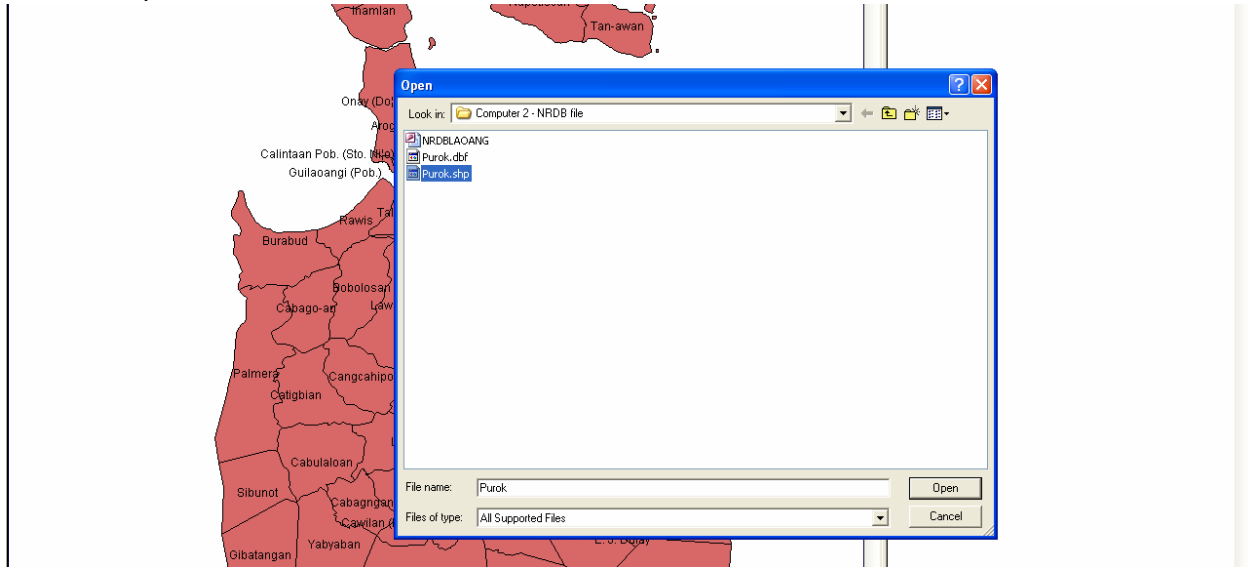 Inamlan
Tan-awan
Open
Onay (Do
Look in: Computer 2 - NRDB file
NRDBLAOANG
Purok.dbf
Purok.shp
Calintaan Pob. (Sto. Niño)
Guilaoangi (Pob.)
Rawis
Burabud
Bobolosan
Cabago-an
Law
Palmera
Cangcahipo
Catigbian
Cabulaloan
File name: Purok
Open
Sibunot
Cabagngan
Files of type: All Supported Files
Cancel
Cawilan (
Yabyaban
Gibatangan